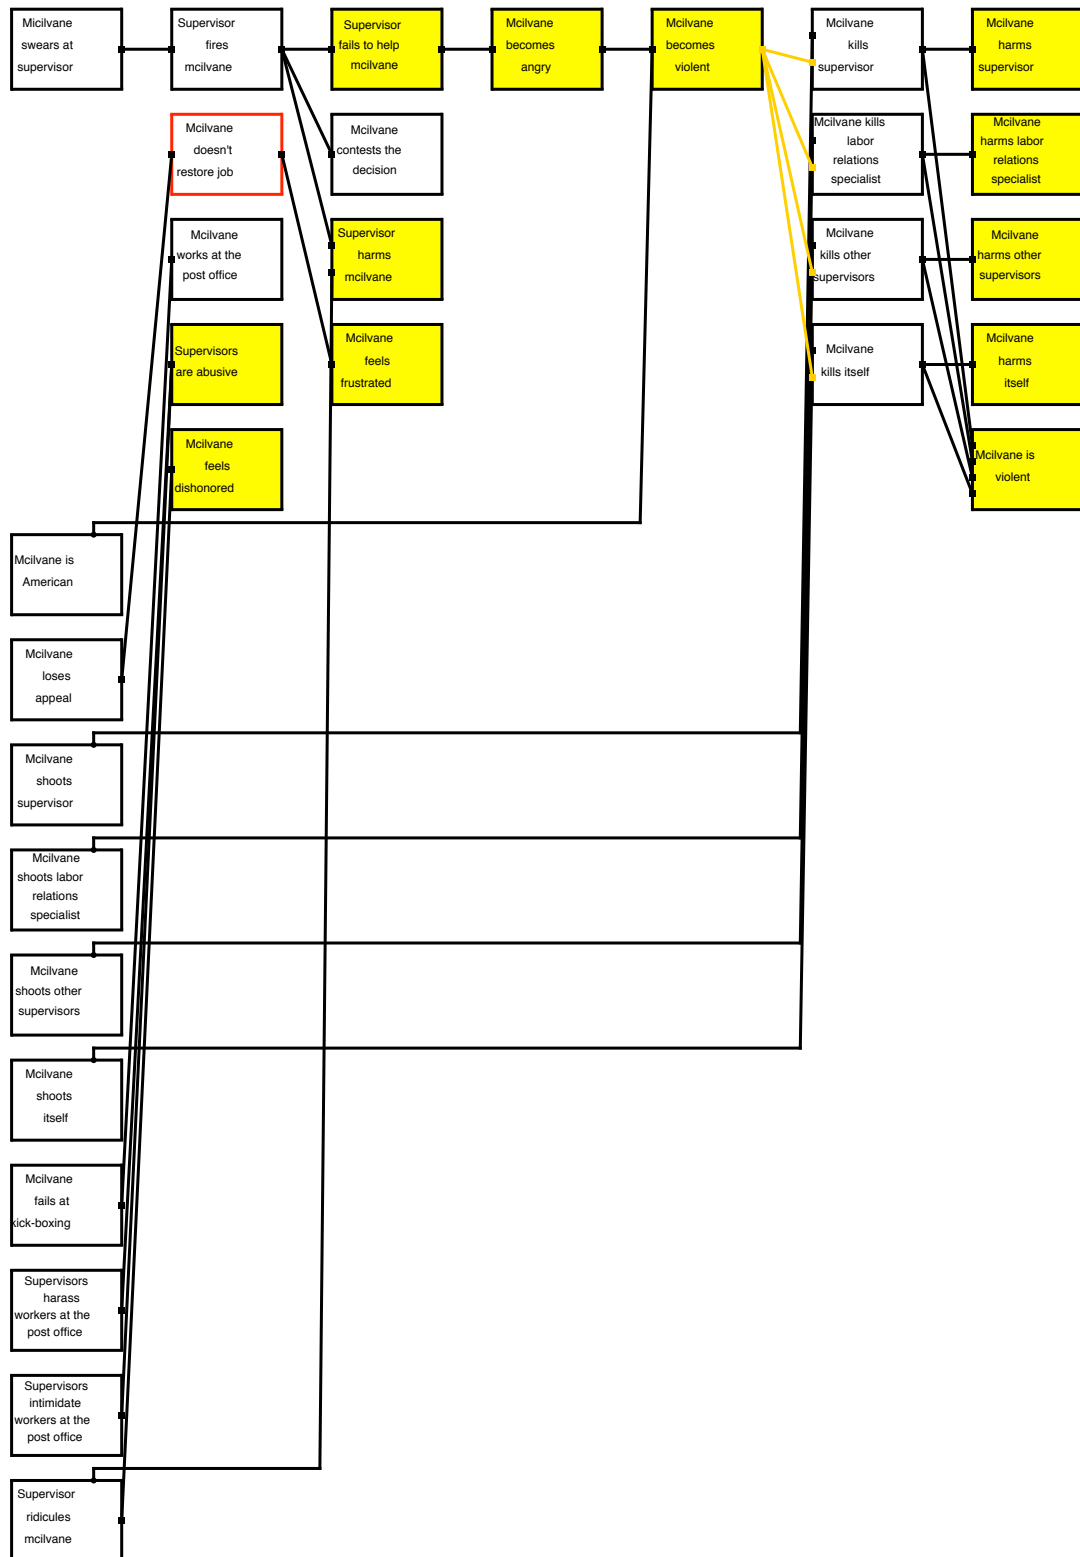 Micilvane
swears at
supervisor
Supervisor
fires
mcilvane
Supervisor
fails to help
mcilvane
Mcilvane
becomes
angry
Mcilvane
becomes
violent
Mcilvane
kills
supervisor
Mcilvane
harms
supervisor
Mcilvane
doesn't
restore job
Mcilvane
contests the
decision
Mcilvane kills
labor
relations
specialist
Mcilvane
harms labor
relations
specialist
Mcilvane
works at the
post office
Supervisor
harms
mcilvane
Mcilvane
kills other
supervisors
Mcilvane
harms other
supervisors
Supervisors
are abusive
Mcilvane
feels
frustrated
Mcilvane
kills itself
Mcilvane
harms
itself
Mcilvane
feels
dishonored
Mcilvane is
violent
Mcilvane is
American
Mcilvane
loses
appeal
Mcilvane
shoots
supervisor
Mcilvane
shoots labor
relations
specialist
Mcilvane
shoots other
supervisors
Mcilvane
shoots
itself
Mcilvane
fails at
kick-boxing
Supervisors
harass
workers at the
post office
Supervisors
intimidate
workers at the
post office
Supervisor
ridicules
mcilvane